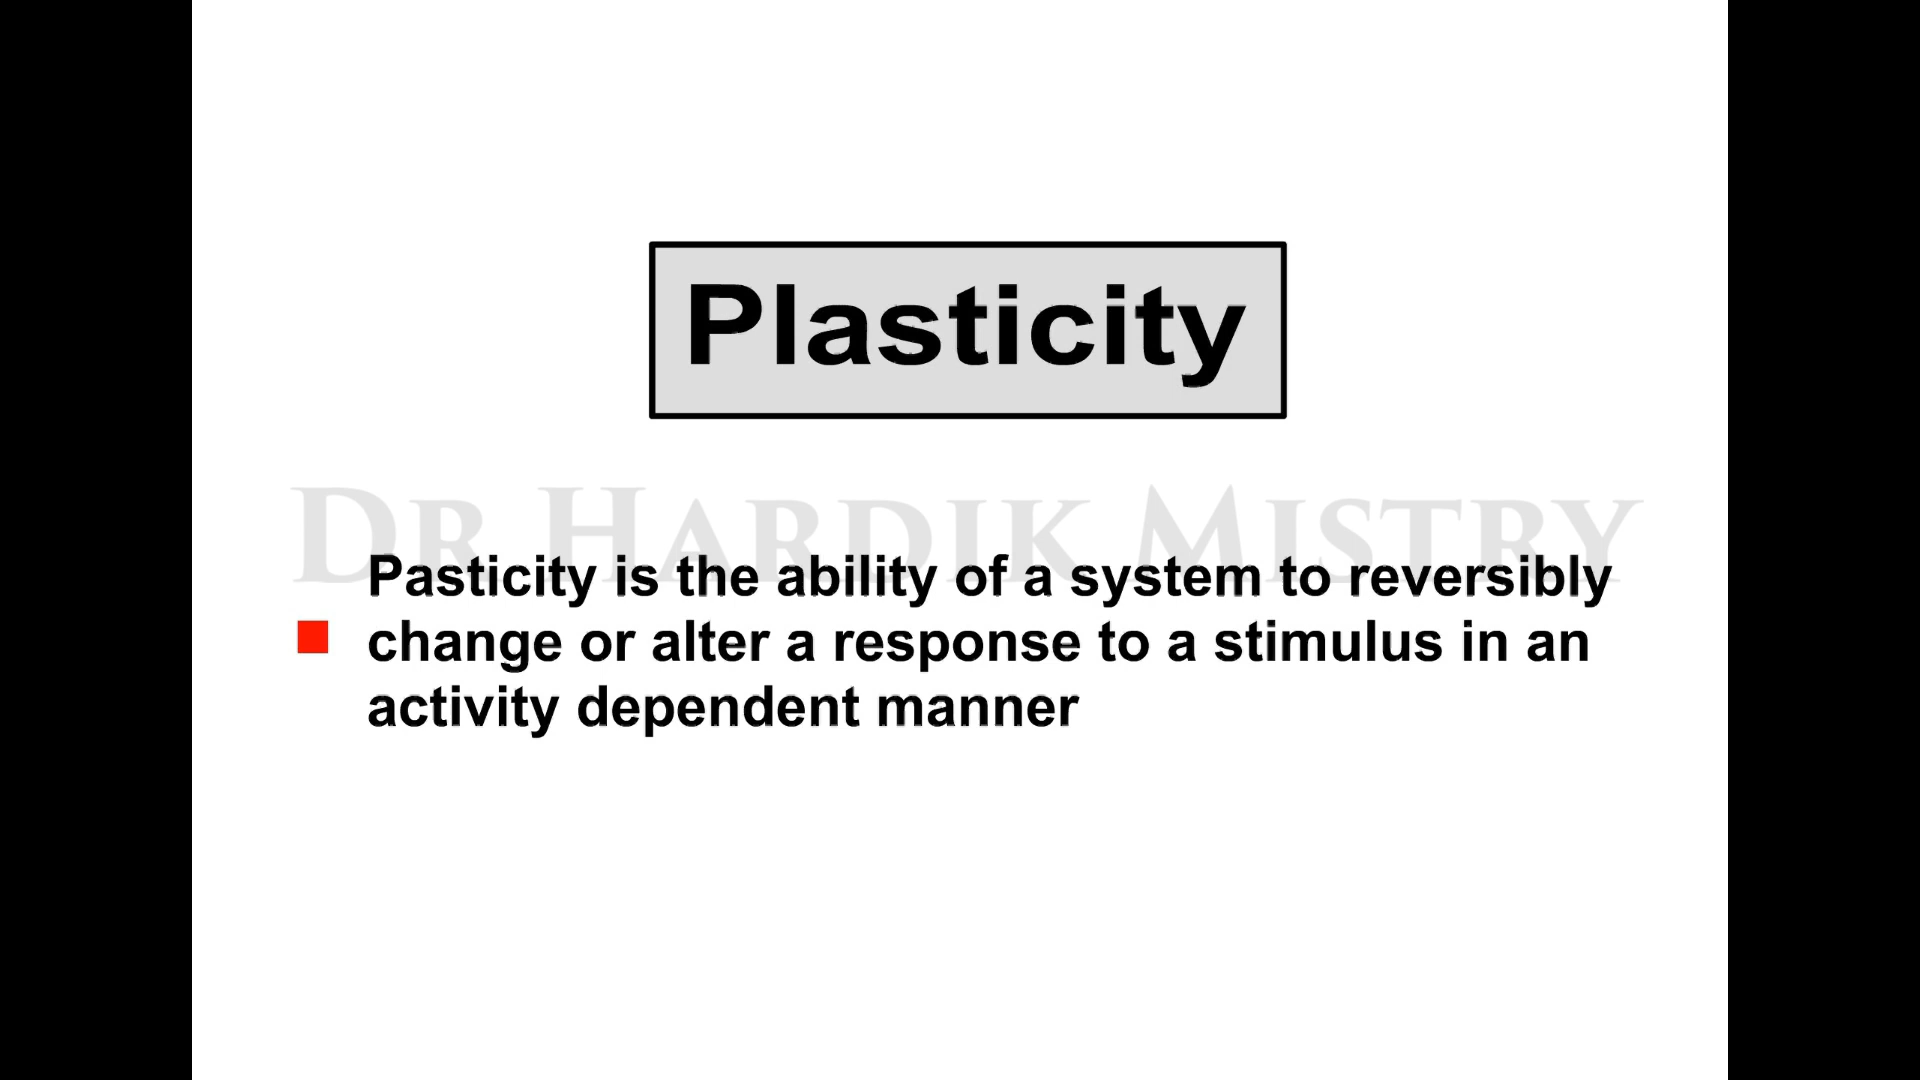 Plasticity
DR HARDIK MISTRY
Pasticity is the ability of a system to reversibly
change or alter a response to a stimulus in an
activity dependent manner